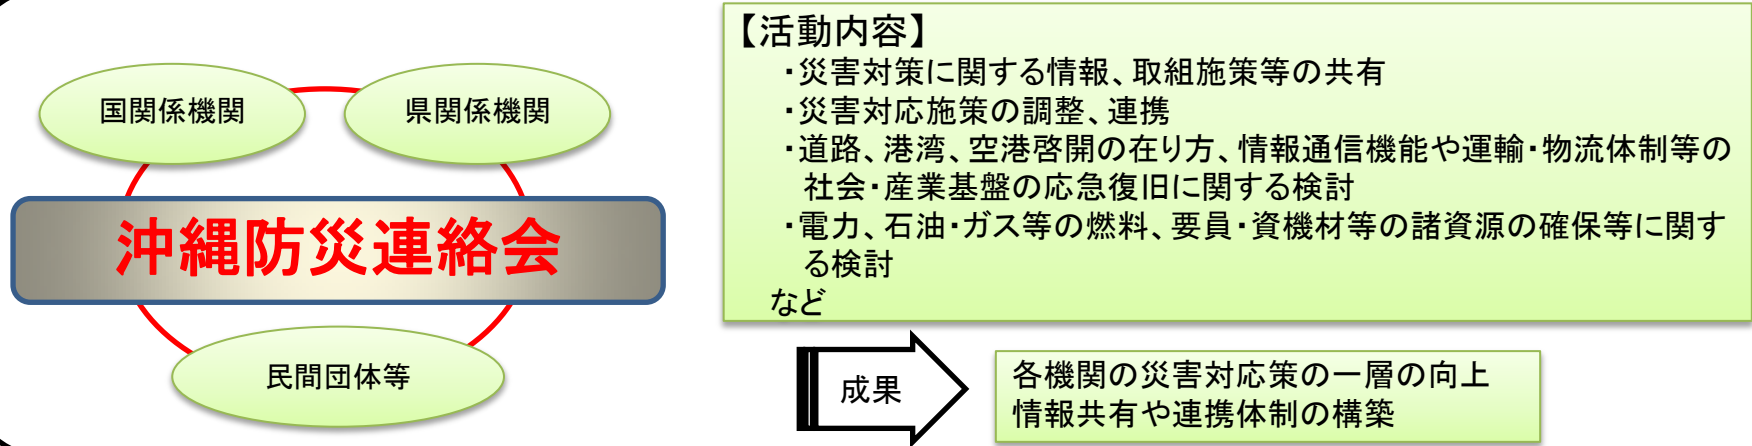 国関係機関
県関係機関
沖縄防災連絡会
民間団体等
【活動内容】
・災害対策に関する情報、取組施策等の共有
・災害対応施策の調整、連携
・道路、港湾、空港啓開の在り方、情報通信機能や運輸・物流体制等の
社会・産業基盤の応急復旧に関する検討
・電力、石油・ガス等の燃料、要員・資機材等の諸資源の確保等に関す
る検討
など
成果
各機関の災害対応策の一層の向上
情報共有や連携体制の構築